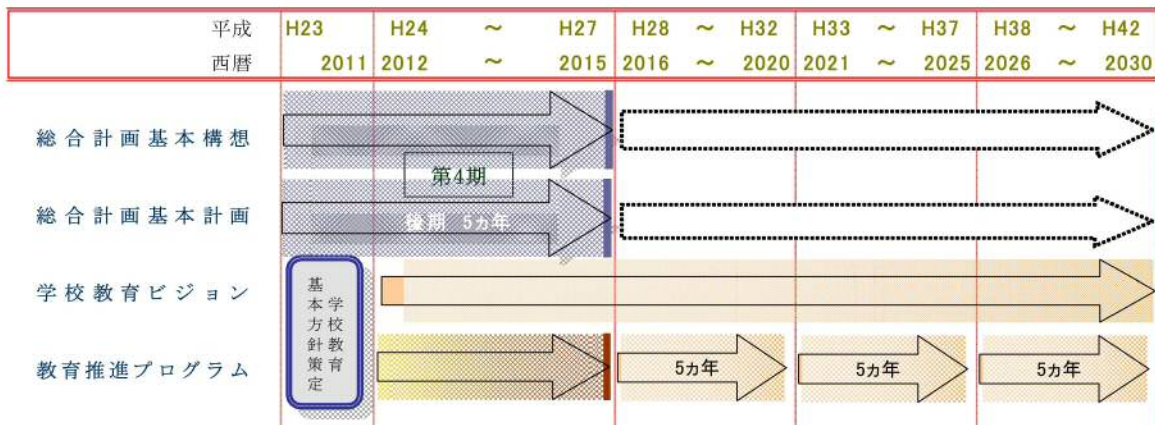 平成 H23 H24 ～ H27 H28 ～ H32 H33 ～ H37 H38 ～ H42
西暦 2011 2012 ～ 2015 2016 ～ 2020 2021 ～ 2025 2026 ～ 2030
総合計画基本構想
第4期
総合計画基本計画
後期 5ヵ年
学校教育ビジョン
学校教育
基本方針策定
教育推進プログラム
5ヵ年
5ヵ年
5ヵ年